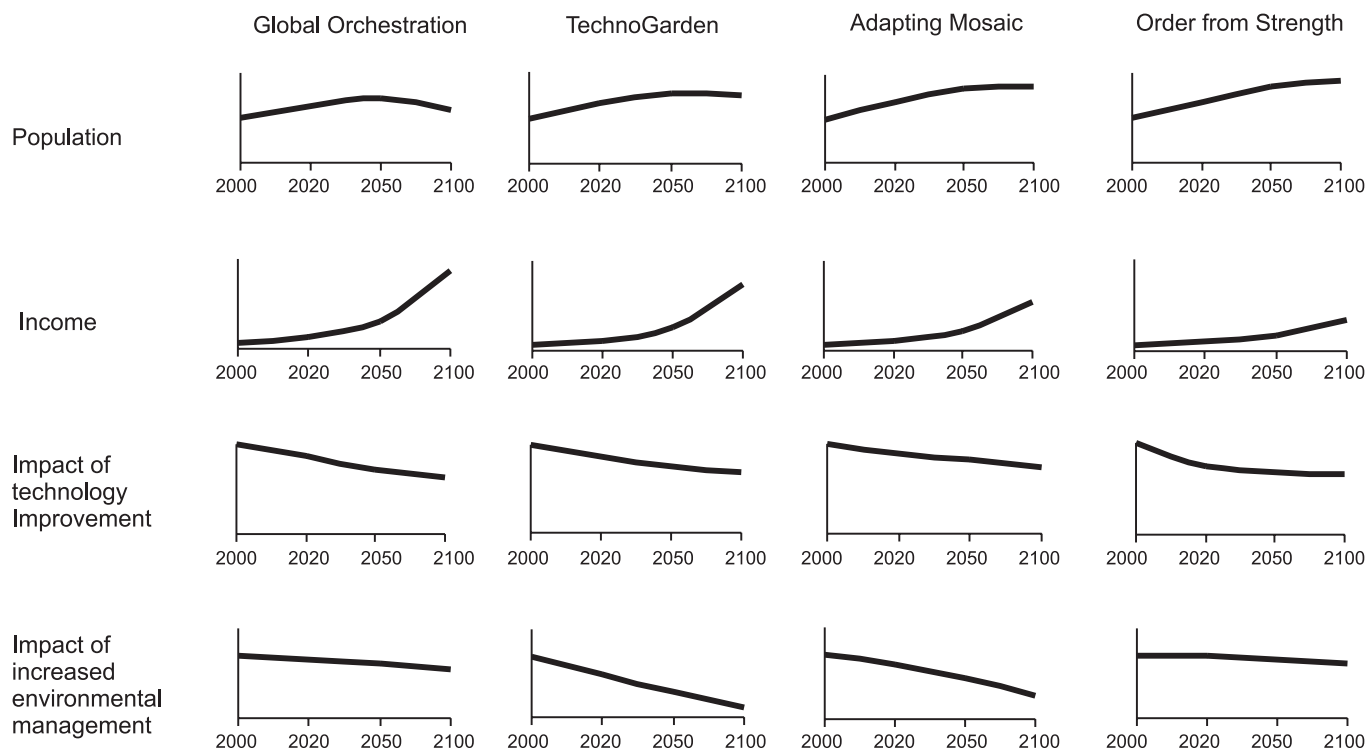 Global Orchestration TechnoGarden Adapting Mosaic Order from Strength
Population
2000 2020 2050 2100 2000 2020 2050 2100 2000 2020 2050 2100 2000 2020 2050 2100
Income
2000 2020 2050 2100 2000 2020 2050 2100 2000 2020 2050 2100 2000 2020 2050 2100
Impact of
technology
Improvement
2000 2020 2050 2100 2000 2020 2050 2100 2000 2020 2050 2100 2000 2020 2050 2100
Impact of
increased
environmental
management
2000 2020 2050 2100 2000 2020 2050 2100 2000 2020 2050 2100 2000 2020 2050 2100